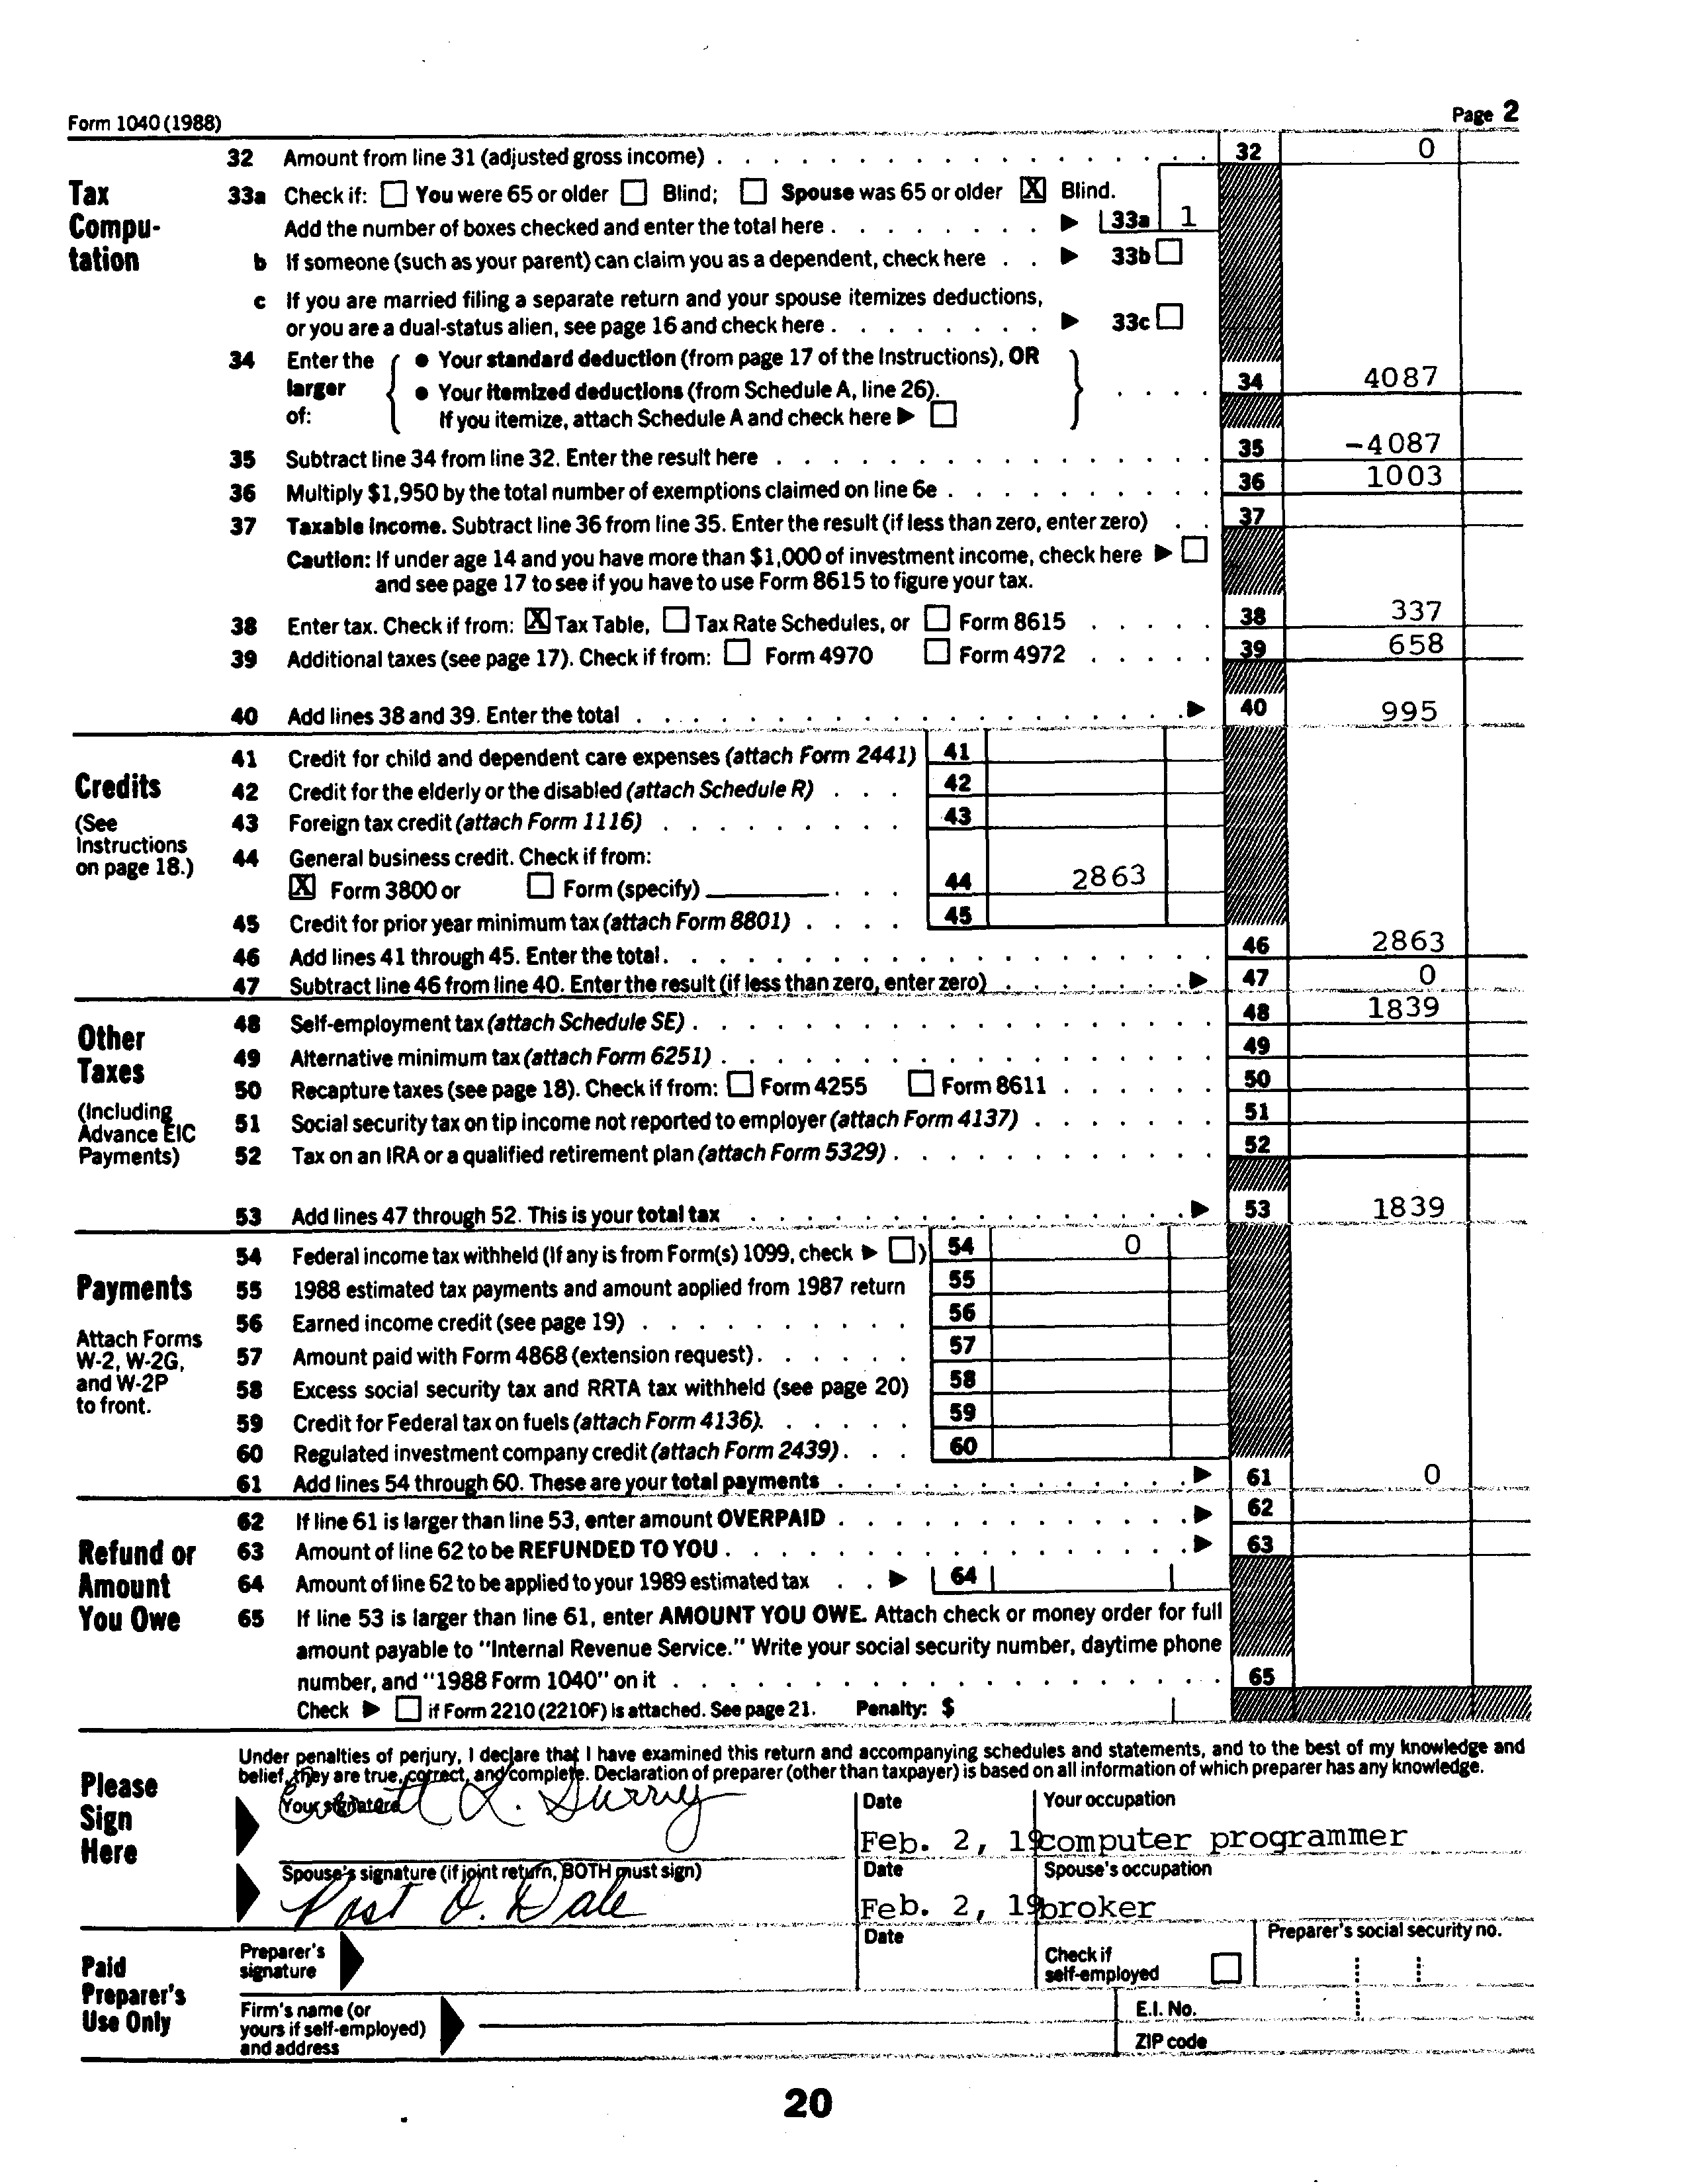 Form 1040 (1988) Page 2
32 Amount from line 31 (adjusted gross income) . . . 32 0
Tax Compu-tation
33a Check if: ☐ You were 65 or older ☐ Blind; ☐ Spouse was 65 or older ☒ Blind.
Add the number of boxes checked and enter the total here . . . ▶ 33a 1
b If someone (such as your parent) can claim you as a dependent, check here . . ▶ 33b ☐
c If you are married filing a separate return and your spouse itemizes deductions,
or you are a dual-status alien, see page 16 and check here . . . ▶ 33c ☐
34 Enter the larger of: { ● Your standard deduction (from page 17 of the Instructions), OR
● Your itemized deductions (from Schedule A, line 26).
If you itemize, attach Schedule A and check here ▶ ☐ } . . . . 34 4087
35 Subtract line 34 from line 32. Enter the result here . . . 35 -4087
36 Multiply $1,950 by the total number of exemptions claimed on line 6e . . . 36 1003
37 Taxable income. Subtract line 36 from line 35. Enter the result (if less than zero, enter zero) . . 37
Caution: If under age 14 and you have more than $1,000 of investment income, check here ▶ ☐
and see page 17 to see if you have to use Form 8615 to figure your tax.
38 Enter tax. Check if from: ☒ Tax Table, ☐ Tax Rate Schedules, or ☐ Form 8615 . . . . . 38 337
39 Additional taxes (see page 17). Check if from: ☐ Form 4970 ☐ Form 4972 . . . . . 39 658
40 Add lines 38 and 39. Enter the total . . . ▶ 40 995
Credits
(See Instructions on page 18.)
41 Credit for child and dependent care expenses (attach Form 2441) 41
42 Credit for the elderly or the disabled (attach Schedule R) . . . 42
43 Foreign tax credit (attach Form 1116) . . . 43
44 General business credit. Check if from:
☒ Form 3800 or ☐ Form (specify) . . . 44 2863
45 Credit for prior year minimum tax (attach Form 8801) . . . . 45
46 Add lines 41 through 45. Enter the total. . . . 46 2863
47 Subtract line 46 from line 40. Enter the result (if less than zero, enter zero) . . . ▶ 47 0
Other Taxes
(Including Advance EIC Payments)
48 Self-employment tax (attach Schedule SE) . . . 48 1839
49 Alternative minimum tax (attach Form 6251) . . . 49
50 Recapture taxes (see page 18). Check if from: ☐ Form 4255 ☐ Form 8611 . . . 50
51 Social security tax on tip income not reported to employer (attach Form 4137) . . . 51
52 Tax on an IRA or a qualified retirement plan (attach Form 5329) . . . 52
53 Add lines 47 through 52. This is your total tax . . . ▶ 53 1839
Payments
Attach Forms W-2, W-2G, and W-2P to front.
54 Federal income tax withheld (If any is from Form(s) 1099, check ▶ ☐) 54 0
55 1988 estimated tax payments and amount applied from 1987 return 55
56 Earned income credit (see page 19) . . . 56
57 Amount paid with Form 4868 (extension request). . . . 57
58 Excess social security tax and RRTA tax withheld (see page 20) 58
59 Credit for Federal tax on fuels (attach Form 4136). . . . 59
60 Regulated investment company credit (attach Form 2439) . . . 60
61 Add lines 54 through 60. These are your total payments . . . ▶ 61 0
Refund or Amount You Owe
62 If line 61 is larger than line 53, enter amount OVERPAID . . . ▶ 62
63 Amount of line 62 to be REFUNDED TO YOU . . . ▶ 63
64 Amount of line 62 to be applied to your 1989 estimated tax . . ▶ 64
65 If line 53 is larger than line 61, enter AMOUNT YOU OWE. Attach check or money order for full
amount payable to "Internal Revenue Service." Write your social security number, daytime phone
number, and "1988 Form 1040" on it . . . 65
Check ▶ ☐ if Form 2210 (2210F) is attached. See page 21. Penalty: $
Please Sign Here
Under penalties of perjury, I declare that I have examined this return and accompanying schedules and statements, and to the best of my knowledge and
belief, they are true, correct, and complete. Declaration of preparer (other than taxpayer) is based on all information of which preparer has any knowledge.
Your signature Date Your occupation
L. Surry Feb. 2, 19 computer programmer
Spouse's signature (if joint return, BOTH must sign) Date Spouse's occupation
Post O. Dale Feb. 2, 19 broker
Paid Preparer's Use Only
Preparer's signature Date Check if self-employed ☐ Preparer's social security no.
Firm's name (or yours if self-employed) and address E.I. No.
ZIP code
20